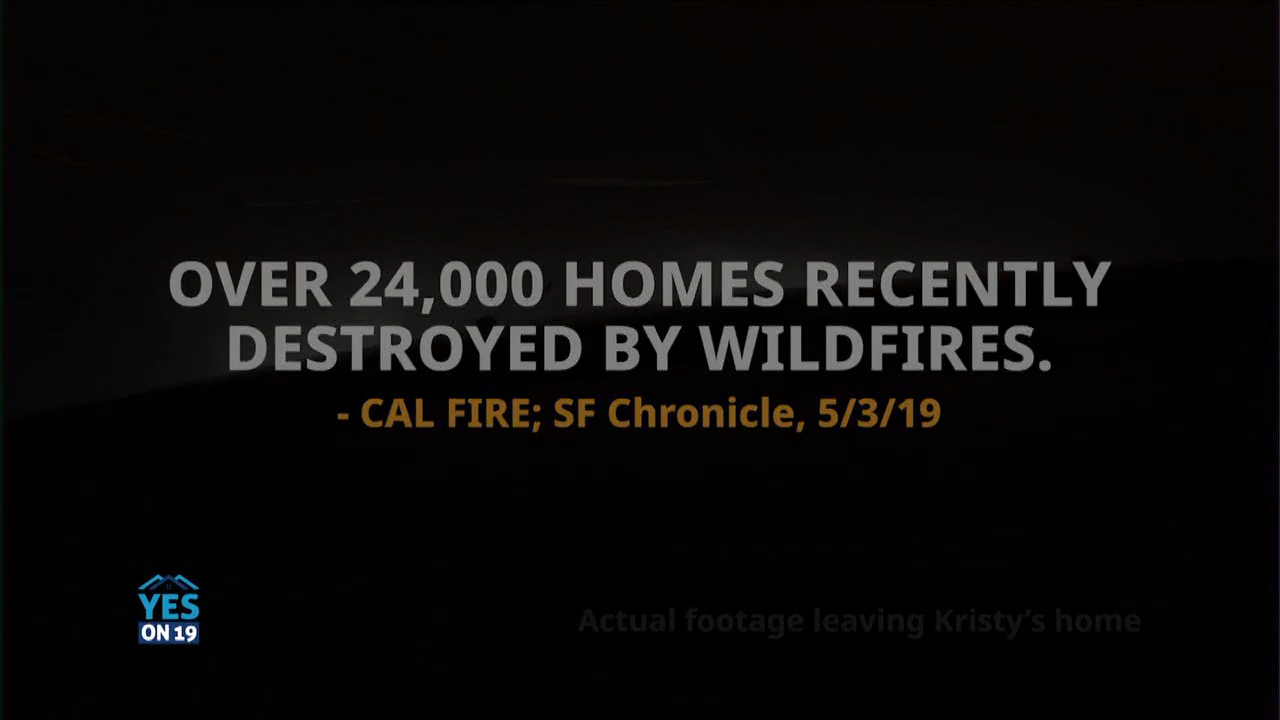 OVER 24,000 HOMES RECENTLY
DESTROYED BY WILDFIRES.
- CAL FIRE; SF Chronicle, 5/3/19
YES
ON 19
Actual footage leaving Kristy’s home